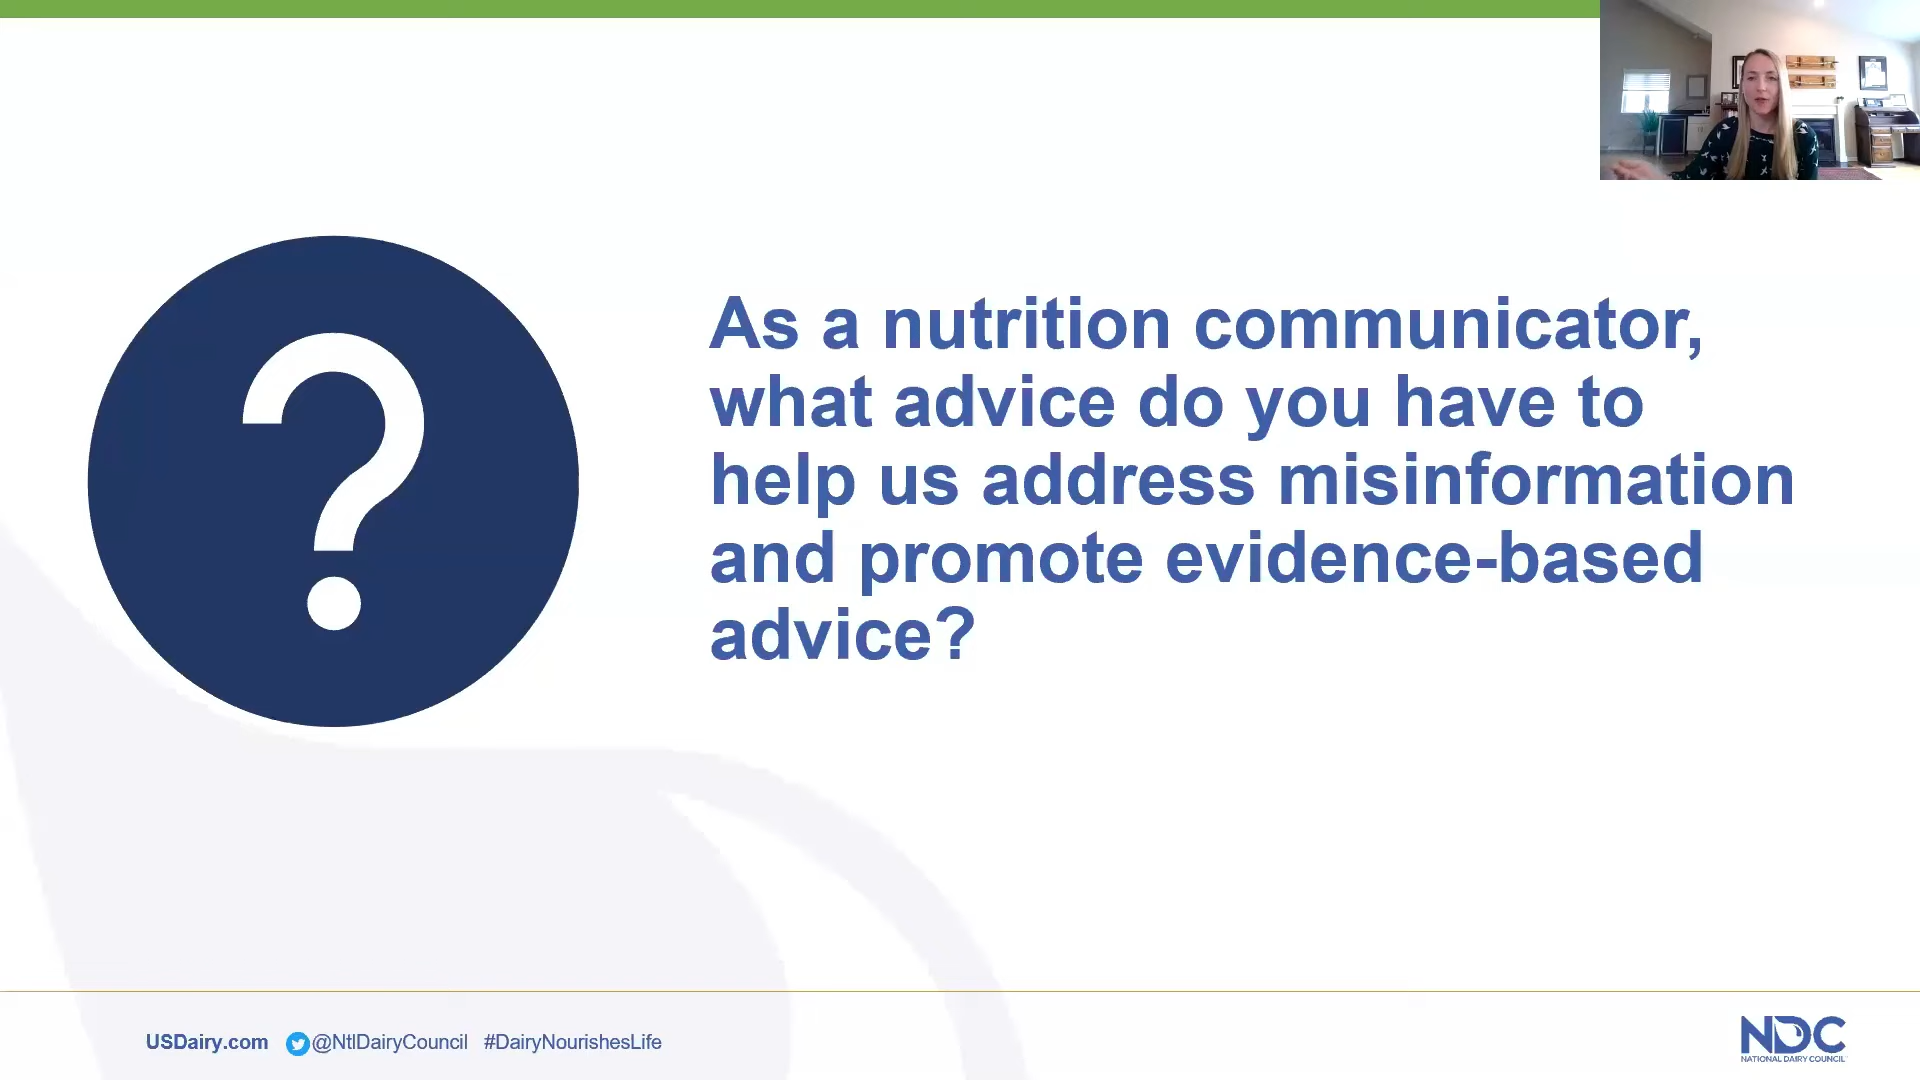 As a nutrition communicator,
what advice do you have to
help us address misinformation
and promote evidence-based
advice?
?
USDairy.com @NtlDairyCouncil #DairyNourishesLife
NDC
NATIONAL DAIRY COUNCIL